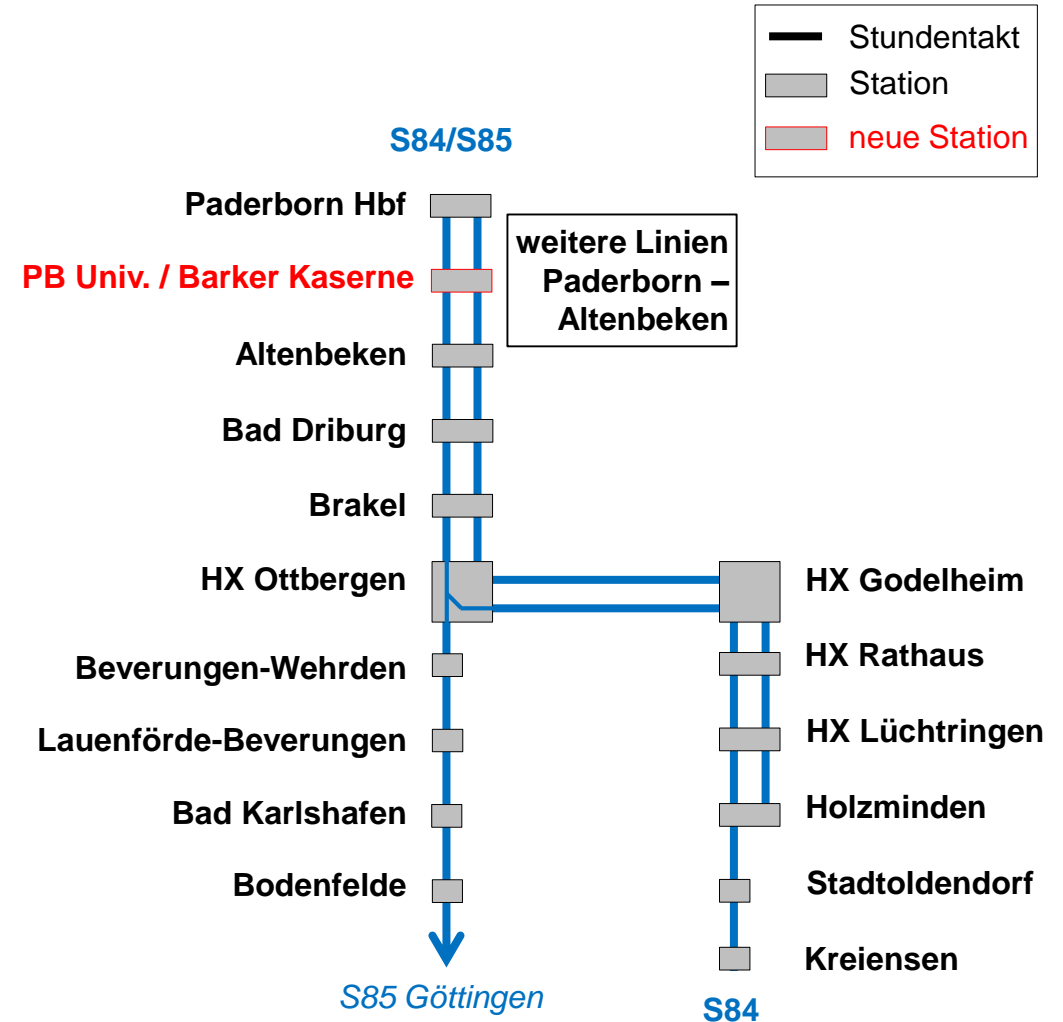 Stundentakt
Station
neue Station
S84/S85
Paderborn Hbf
weitere Linien
Paderborn –
Altenbeken
PB Univ. / Barker Kaserne
Altenbeken
Bad Driburg
Brakel
HX Ottbergen
HX Godelheim
Beverungen-Wehrden
HX Rathaus
Lauenförde-Beverungen
HX Lüchtringen
Bad Karlshafen
Holzminden
Bodenfelde
Stadtoldendorf
Kreiensen
S85 Göttingen
S84